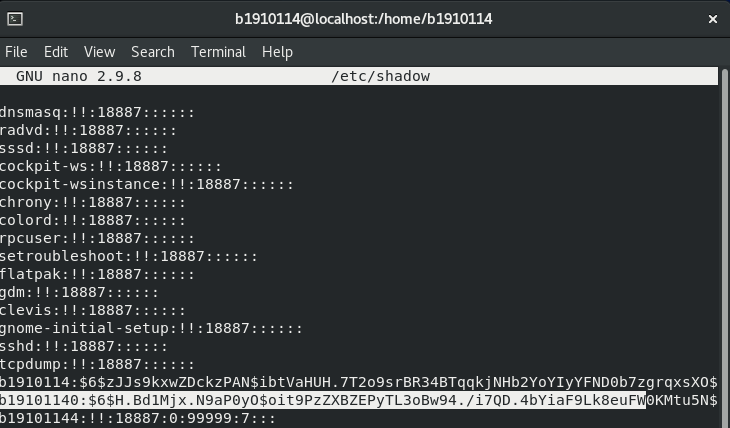 b1910114@localhost:/home/b1910114
File Edit View Search Terminal Help
GNU nano 2.9.8 /etc/shadow
dnsmasq:!!:18887::::::
radvd:!!:18887::::::
sssd:!!:18887::::::
cockpit-ws:!!:18887::::::
cockpit-wsinstance:!!:18887::::::
chrony:!!:18887::::::
colord:!!:18887::::::
rpcuser:!!:18887::::::
setroubleshoot:!!:18887::::::
flatpak:!!:18887::::::
gdm:!!:18887::::::
clevis:!!:18887::::::
gnome-initial-setup:!!:18887::::::
sshd:!!:18887::::::
tcpdump:!!:18887::::::
b1910114:$6$zJJs9kxwZDckzPAN$ibtVaHUH.7T2o9srBR34BTqqkjNHb2YoYIyYFND0b7zgrqxsXO$
b19101140:$6$H.Bd1Mjx.N9aP0yO$oit9PzZXBZEPyTL3oBw94./i7QD.4bYiaF9Lk8euFW0KMtu5N$
b19101144:!!:18887:0:99999:7:::